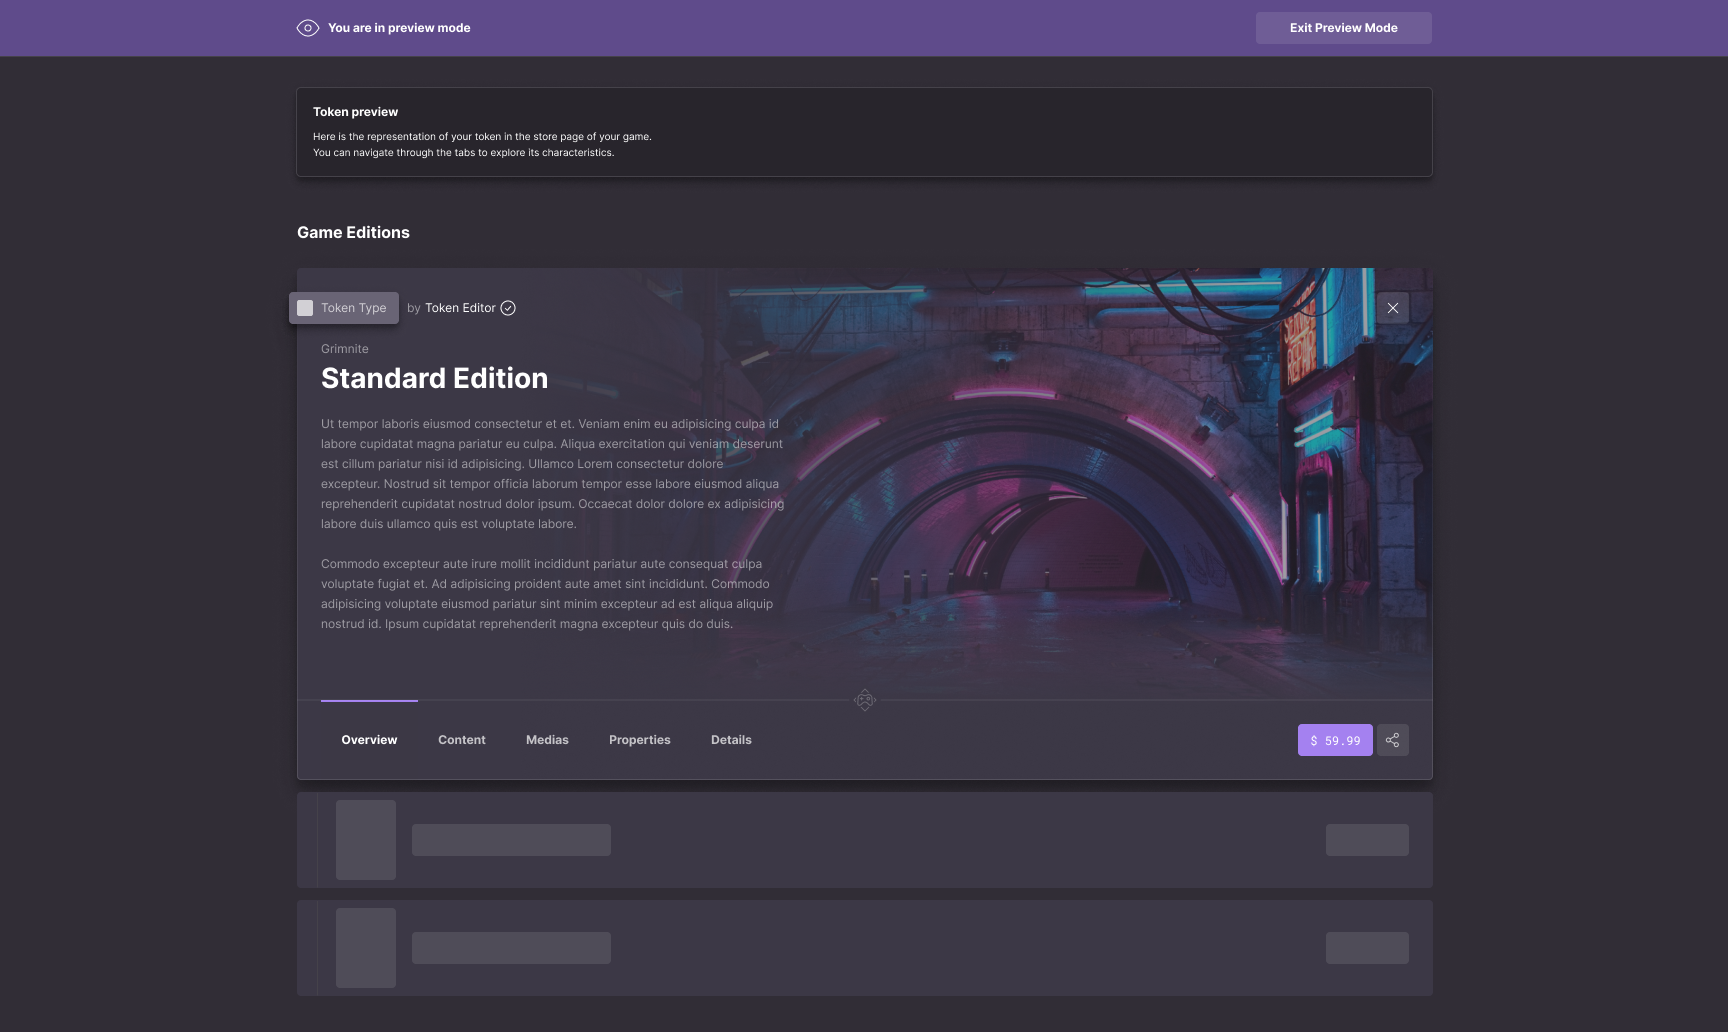 You are in preview mode
Exit Preview Mode
Token preview
Here is the representation of your token in the store page of your game.
You can navigate through the tabs to explore its characteristics.
Game Editions
Token Type
by Token Editor
Grimnite
Standard Edition
Ut tempor laboris eiusmod consectetur et et. Veniam enim eu adipisicing culpa id
labore cupidatat magna pariatur eu culpa. Aliqua exercitation qui veniam deserunt
est cillum pariatur nisi id adipisicing. Ullamco Lorem consectetur dolore
excepteur. Nostrud sit tempor officia laborum tempor esse labore eiusmod aliqua
reprehenderit cupidatat nostrud dolor ipsum. Occaecat dolor dolore ex adipisicing
labore duis ullamco quis est voluptate labore.
Commodo excepteur aute irure mollit incididunt pariatur aute consequat culpa
voluptate fugiat et. Ad adipisicing proident aute amet sint incididunt. Commodo
adipisicing voluptate eiusmod pariatur sint minim excepteur ad est aliqua aliquip
nostrud id. Ipsum cupidatat reprehenderit magna excepteur quis do duis.
SERVICE
REPAIR
Overview
Content
Medias
Properties
Details
$ 59.99